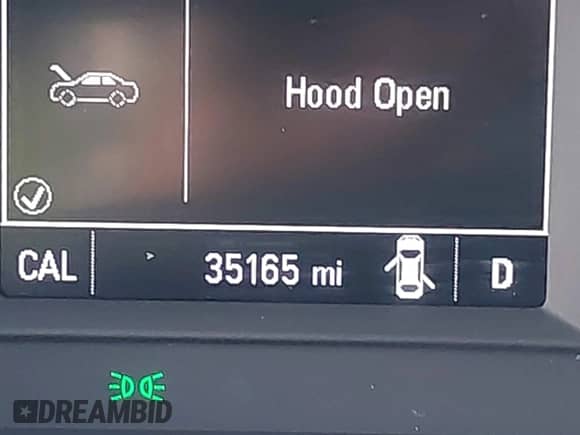 Hood Open
CAL
35165 mi
D
DREAMBID